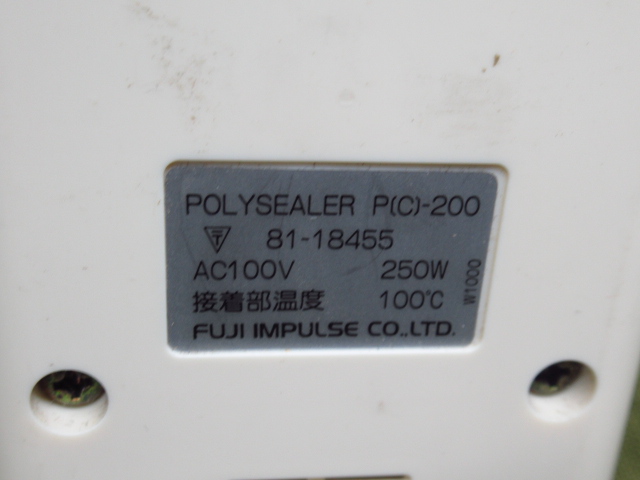 POLYSEALER P(C)-200
〒 81-18455
AC100V 250W
接着部温度 100℃
FUJI IMPULSE CO.,LTD.
W1000